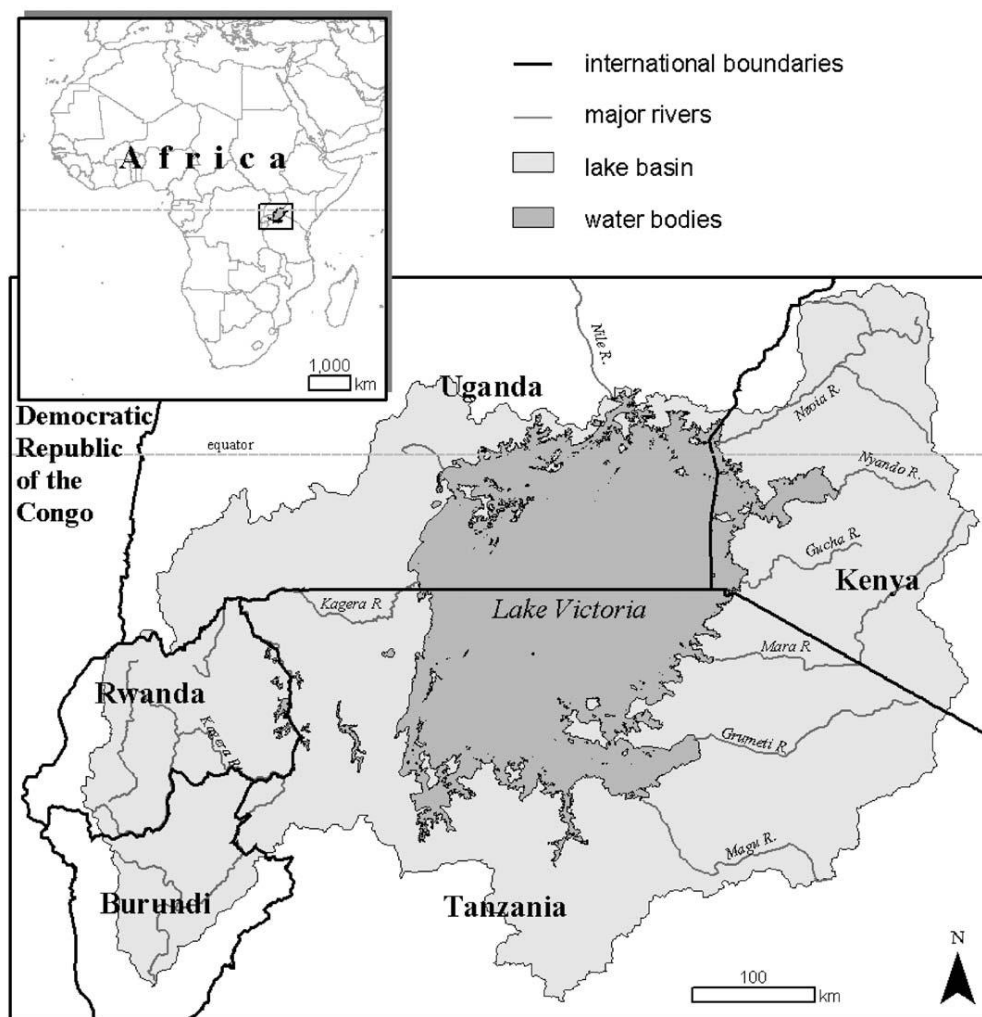 A f r i c a
1,000
km
international boundaries
major rivers
lake basin
water bodies
Democratic
Republic
of the
Congo
equator
Uganda
Nile R.
Nzoia R.
Nyando R.
Gucha R.
Kenya
Kagera R
Lake Victoria
Mara R
Rwanda
Kagera R.
Grumeti R.
Magu R.
Burundi
Tanzania
100
km
N